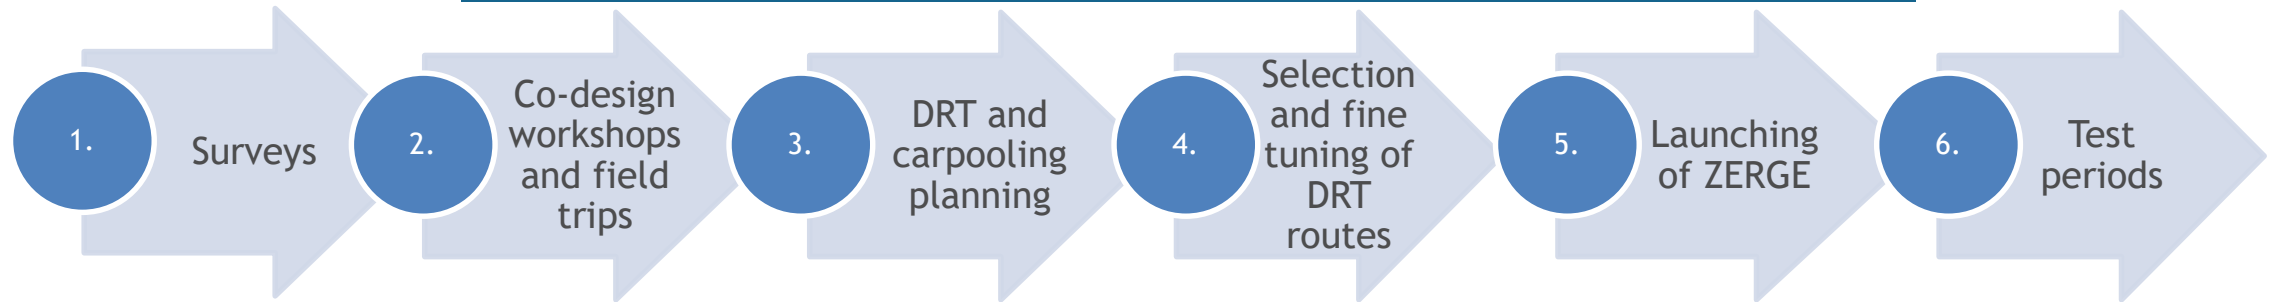 1.
Surveys
2.
Co-design
workshops
and field
trips
3.
DRT and
carpooling
planning
4.
Selection
and fine
tuning of
DRT
routes
5.
Launching
of ZERGE
6.
Test
periods